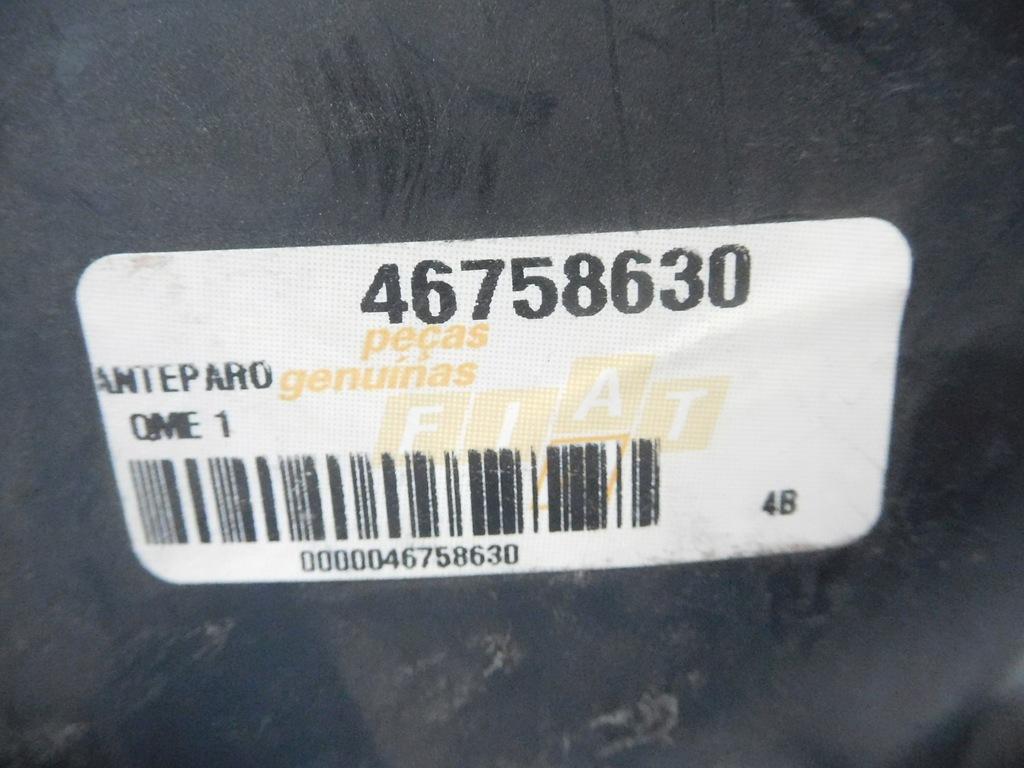 46758630
peças
genuínas
ANTEPARO
FIAT
QME 1
4B
0000046758630